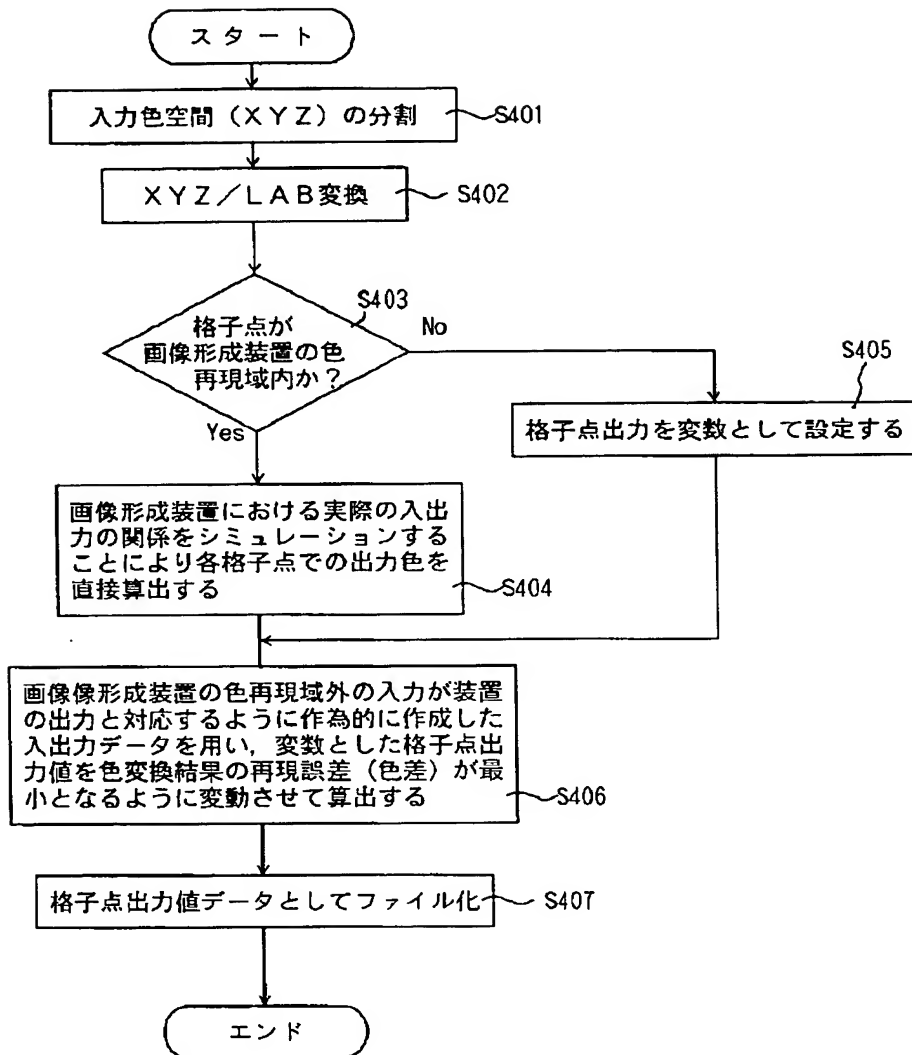 スタート
入力色空間（ＸＹＺ）の分割
S401
ＸＹＺ／ＬＡＢ変換
S402
S403
格子点が
画像形成装置の色
再現域内か？
No
Yes
S405
格子点出力を変数として設定する
画像形成装置における実際の入出
力の関係をシミュレーションする
ことにより各格子点での出力色を
直接算出する
S404
画像像形成装置の色再現域外の入力が装置
の出力と対応するように作為的に作成した
入出力データを用い，変数とした格子点出
力値を色変換結果の再現誤差（色差）が最
小となるように変動させて算出する
S406
格子点出力値データとしてファイル化
S407
エンド